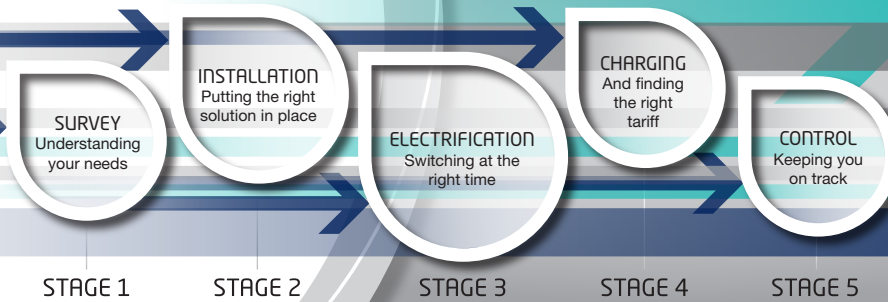 SURVEY
Understanding
your needs
INSTALLATION
Putting the right
solution in place
ELECTRIFICATION
Switching at the
right time
CHARGING
And finding
the right
tariff
CONTROL
Keeping you
on track
STAGE 1
STAGE 2
STAGE 3
STAGE 4
STAGE 5